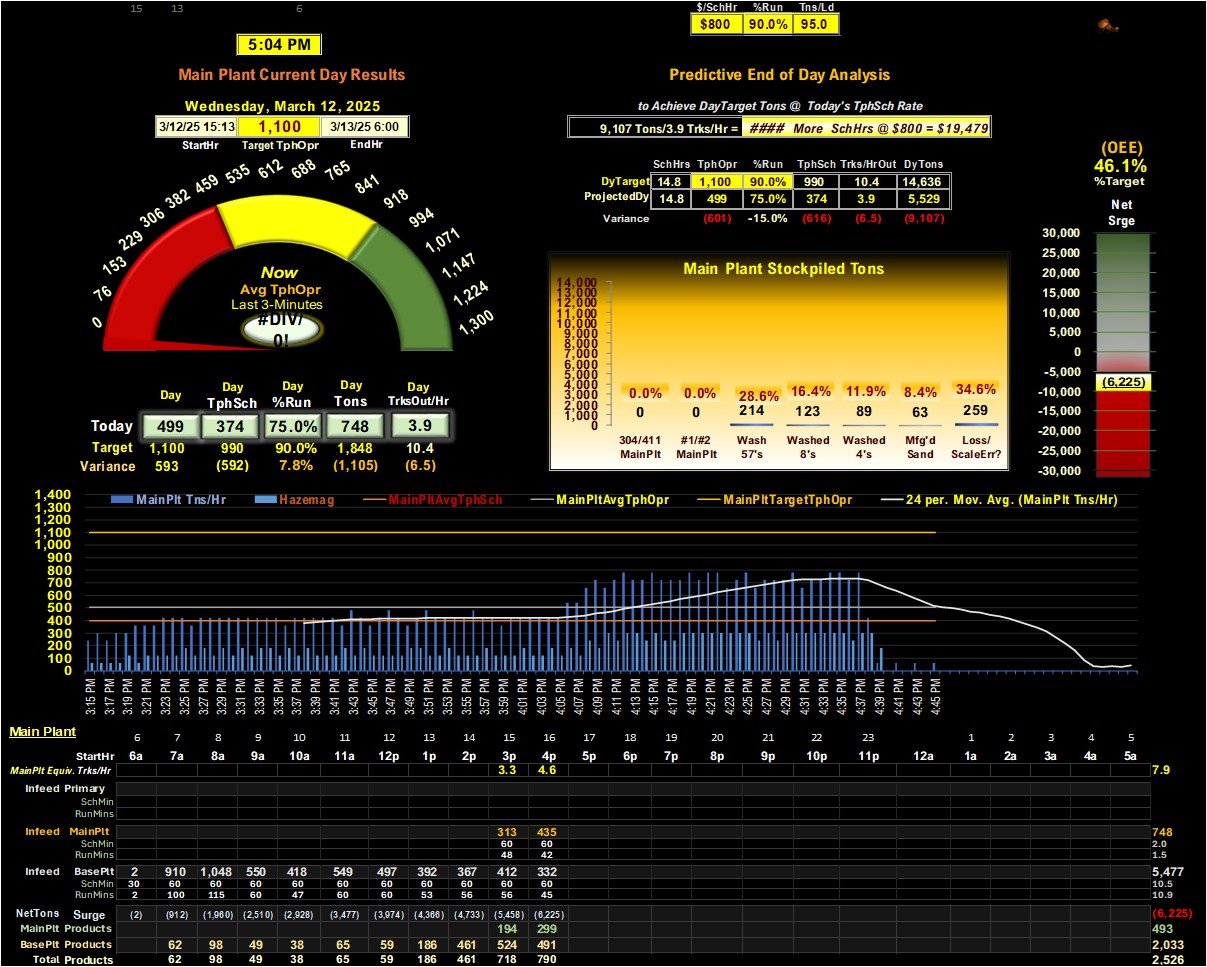 15 13 6
$/SchHr %Run Tns/Ld
$800 90.0% 95.0
5:04 PM
Main Plant Current Day Results
Wednesday, March 12, 2025
3/12/25 15:13 1,100 3/13/25 6:00
StartHr Target TphOpr EndHr
0 76 153 229 306 382 459 535 612 688 765 841 918 994 1,071 1,147 1,224 1,300
Now
Avg TphOpr
Last 3-Minutes
#DIV/
0!
Day Day TphSch Day %Run Day Tons Day TrksOut/Hr
Today 499 374 75.0% 748 3.9
Target 1,100 990 90.0% 1,848 10.4
Variance 593 (592) 7.8% (1,105) (6.5)
Predictive End of Day Analysis
to Achieve DayTarget Tons @ Today's TphSch Rate
9,107 Tons/3.9 Trks/Hr = #### More SchHrs @ $800 = $19,479
SchHrs TphOpr %Run TphSch Trks/HrOut DyTons
DyTarget 14.8 1,100 90.0% 990 10.4 14,636
ProjectedDy 14.8 499 75.0% 374 3.9 5,529
Variance (601) -15.0% (616) (6.5) (9,107)
Main Plant Stockpiled Tons
14,000
13,000
12,000
11,000
10,000
9,000
8,000
7,000
6,000
5,000
4,000
3,000
2,000
1,000
0
0.0% 0.0% 28.6% 16.4% 11.9% 8.4% 34.6%
0 0 214 123 89 63 259
304/411 #1/#2 Wash Washed Washed Mfg'd Loss/
MainPlt MainPlt 57's 8's 4's Sand ScaleErr?
(OEE)
46.1%
%Target
Net
Srge
30,000
25,000
20,000
15,000
10,000
5,000
0
-5,000
(6,225)
-10,000
-15,000
-20,000
-25,000
-30,000
MainPlt Tns/Hr Hazemag MainPltAvgTphSch MainPltAvgTphOpr MainPltTargetTphOpr 24 per. Mov. Avg. (MainPlt Tns/Hr)
1,400
1,300
1,200
1,100
1,000
900
800
700
600
500
400
300
200
100
0
3:15 PM 3:17 PM 3:19 PM 3:21 PM 3:23 PM 3:25 PM 3:27 PM 3:29 PM 3:31 PM 3:33 PM 3:35 PM 3:37 PM 3:39 PM 3:41 PM 3:43 PM 3:45 PM 3:47 PM 3:49 PM 3:51 PM 3:53 PM 3:55 PM 3:57 PM 3:59 PM 4:01 PM 4:03 PM 4:05 PM 4:07 PM 4:09 PM 4:11 PM 4:13 PM 4:15 PM 4:17 PM 4:19 PM 4:21 PM 4:23 PM 4:25 PM 4:27 PM 4:29 PM 4:31 PM 4:33 PM 4:35 PM 4:37 PM 4:39 PM 4:41 PM 4:43 PM 4:45 PM
Main Plant 6 7 8 9 10 11 12 13 14 15 16 17 18 19 20 21 22 23 1 2 3 4 5
StartHr 6a 7a 8a 9a 10a 11a 12p 1p 2p 3p 4p 5p 6p 7p 8p 9p 10p 11p 12a 1a 2a 3a 4a 5a
MainPlt Equiv. Trks/Hr 3.3 4.6 7.9
Infeed Primary
SchMin
RunMins
Infeed MainPlt 313 435 748
SchMin 60 60 2.0
RunMins 48 42 1.5
Infeed BasePlt 2 910 1,048 550 418 549 497 392 367 412 332 5,477
SchMin 30 60 60 60 60 60 60 60 60 60 60 10.5
RunMins 2 100 115 60 47 60 60 53 56 56 45 10.9
NetTons Surge (2) (912) (1,960) (2,510) (2,928) (3,477) (3,974) (4,366) (4,733) (5,458) (6,225) (6,225)
MainPlt Products 194 299 493
BasePlt Products 62 98 49 38 65 59 186 461 524 491 2,033
Total Products 62 98 49 38 65 59 186 461 718 790 2,526